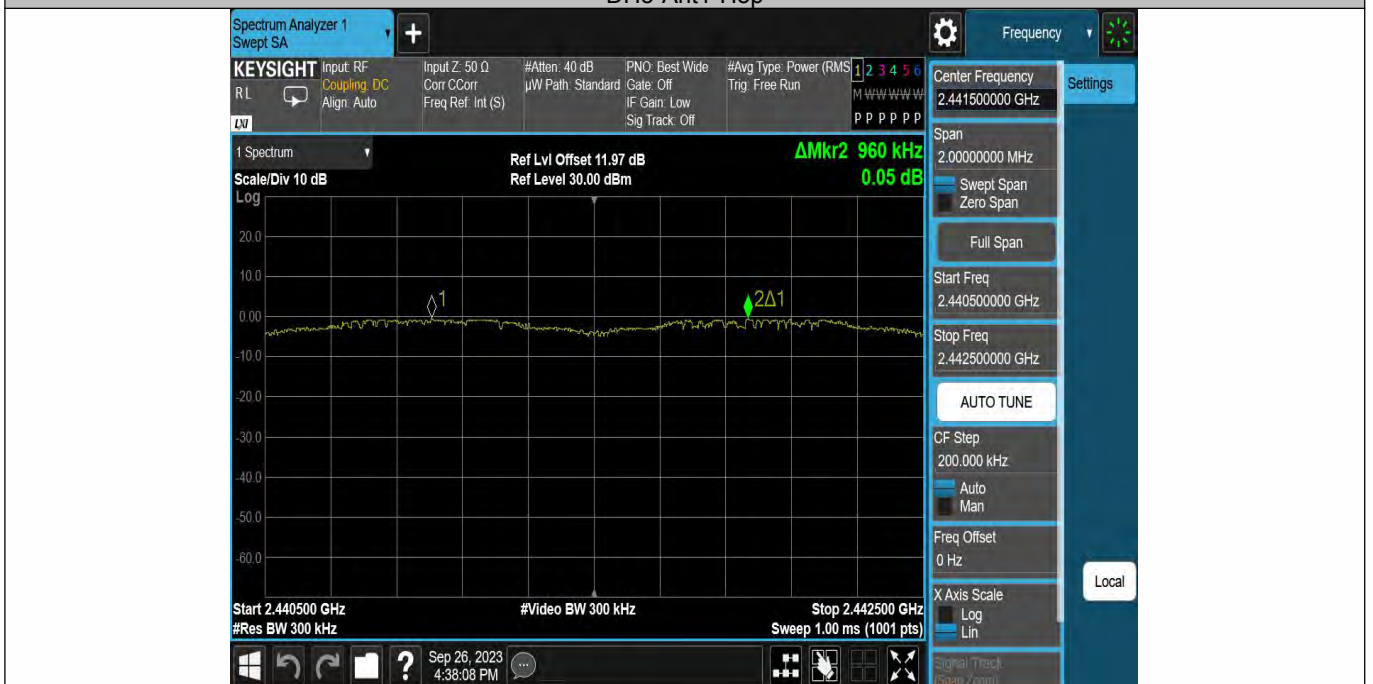 Spectrum Analyzer 1
Swept SA
+
Frequency
KEYSIGHT
RL
LXI
Input: RF
Coupling: DC
Align: Auto
Input Z: 50 Ω
Corr CCorr
Freq Ref: Int (S)
#Atten: 40 dB
µW Path: Standard
PNO: Best Wide
Gate: Off
IF Gain: Low
Sig Track: Off
#Avg Type: Power (RMS
Trig: Free Run
1 2 3 4 5 6
M W W W W W
P P P P P P
1 Spectrum
Scale/Div 10 dB
Log
Ref Lvl Offset 11.97 dB
Ref Level 30.00 dBm
ΔMkr2 960 kHz
0.05 dB
20.0
10.0
0.00
-10.0
-20.0
-30.0
-40.0
-50.0
-60.0
1
2Δ1
Start 2.440500 GHz
#Res BW 300 kHz
#Video BW 300 kHz
Stop 2.442500 GHz
Sweep 1.00 ms (1001 pts)
?
Sep 26, 2023
4:38:08 PM
Center Frequency
2.441500000 GHz
Settings
Span
2.00000000 MHz
Swept Span
Zero Span
Full Span
Start Freq
2.440500000 GHz
Stop Freq
2.442500000 GHz
AUTO TUNE
CF Step
200.000 kHz
Auto
Man
Freq Offset
0 Hz
X Axis Scale
Log
Lin
Signal Track
(Span Zoom)
Local